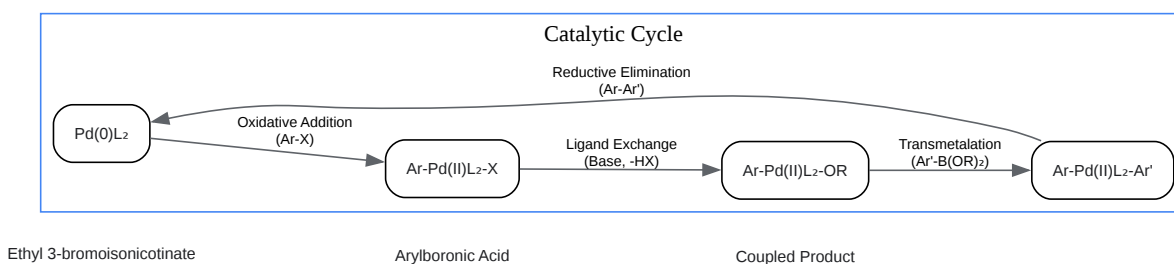 Catalytic Cycle
Reductive Elimination
(Ar-Ar')
Pd(0)L₂
Oxidative Addition
(Ar-X)
Ar-Pd(II)L₂-X
Ligand Exchange
(Base, -HX)
Ar-Pd(II)L₂-OR
Transmetalation
(Ar'-B(OR)₂)
Ar-Pd(II)L₂-Ar'
Ethyl 3-bromoisonicotinate
Arylboronic Acid
Coupled Product